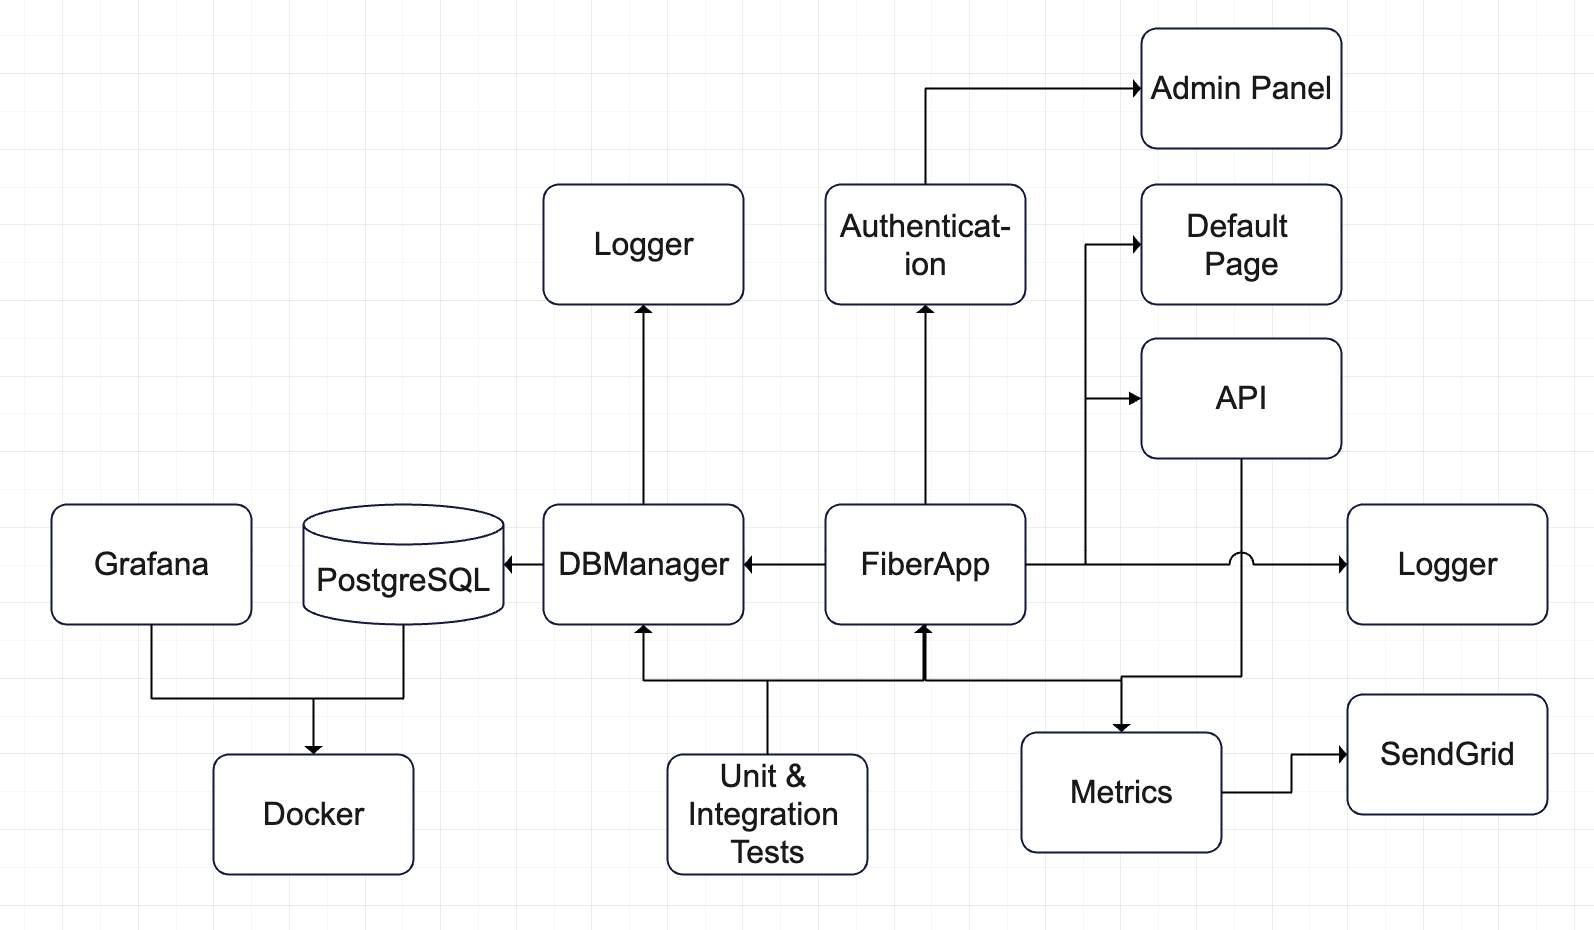 Admin Panel
Logger
Authenticat-
ion
Default
Page
API
Grafana
PostgreSQL
DBManager
FiberApp
Logger
Docker
Unit &
Integration
Tests
Metrics
SendGrid